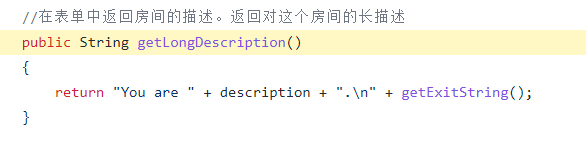 //在表单中返回房间的描述。返回对这个房间的长描述
public String getLongDescription()
{
    return "You are " + description + ".\n" + getExitString();
}